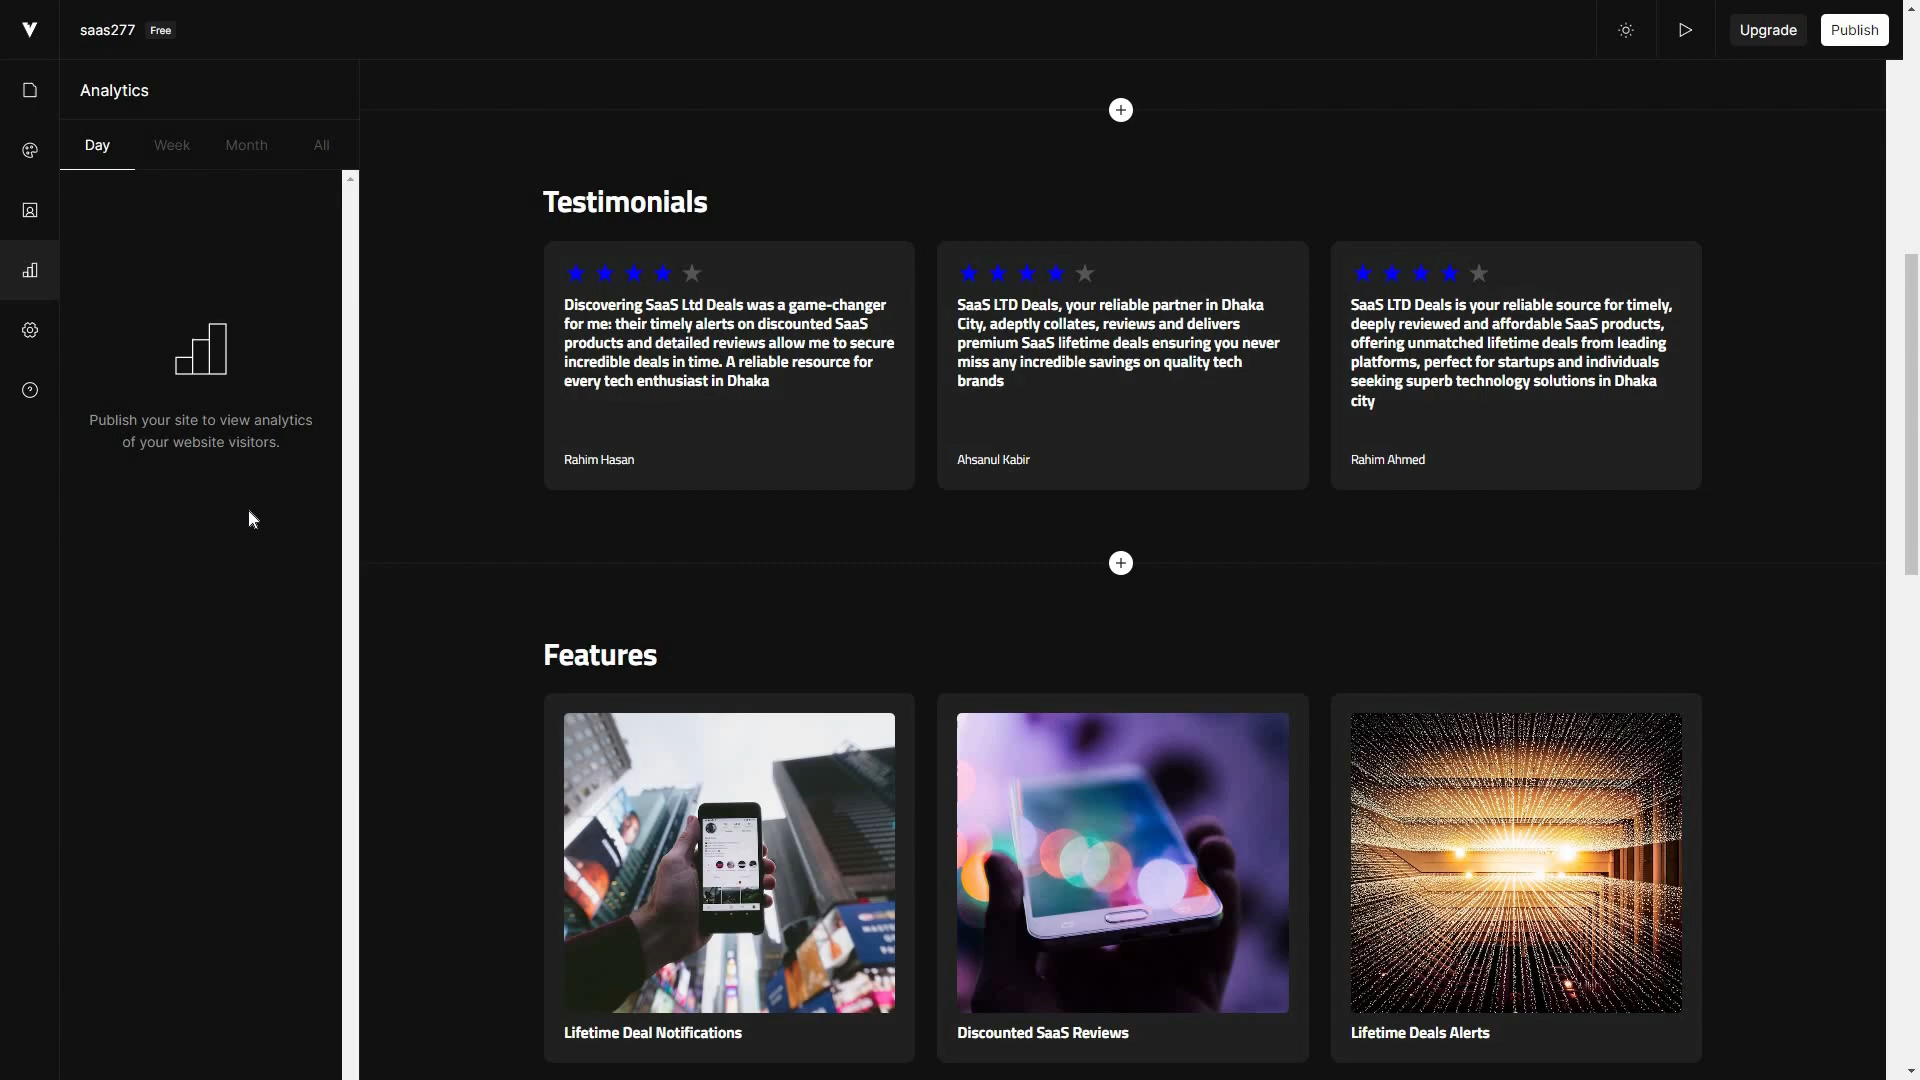 saas277 Free
Upgrade Publish
Analytics
Day Week Month All
Publish your site to view analytics
of your website visitors.
Testimonials
Discovering SaaS Ltd Deals was a game-changer
for me: their timely alerts on discounted SaaS
products and detailed reviews allow me to secure
incredible deals in time. A reliable resource for
every tech enthusiast in Dhaka
Rahim Hasan
SaaS LTD Deals, your reliable partner in Dhaka
City, adeptly collates, reviews and delivers
premium SaaS lifetime deals ensuring you never
miss any incredible savings on quality tech
brands
Ahsanul Kabir
SaaS LTD Deals is your reliable source for timely,
deeply reviewed and affordable SaaS products,
offering unmatched lifetime deals from leading
platforms, perfect for startups and individuals
seeking superb technology solutions in Dhaka
city
Rahim Ahmed
Features
Lifetime Deal Notifications
Discounted SaaS Reviews
Lifetime Deals Alerts